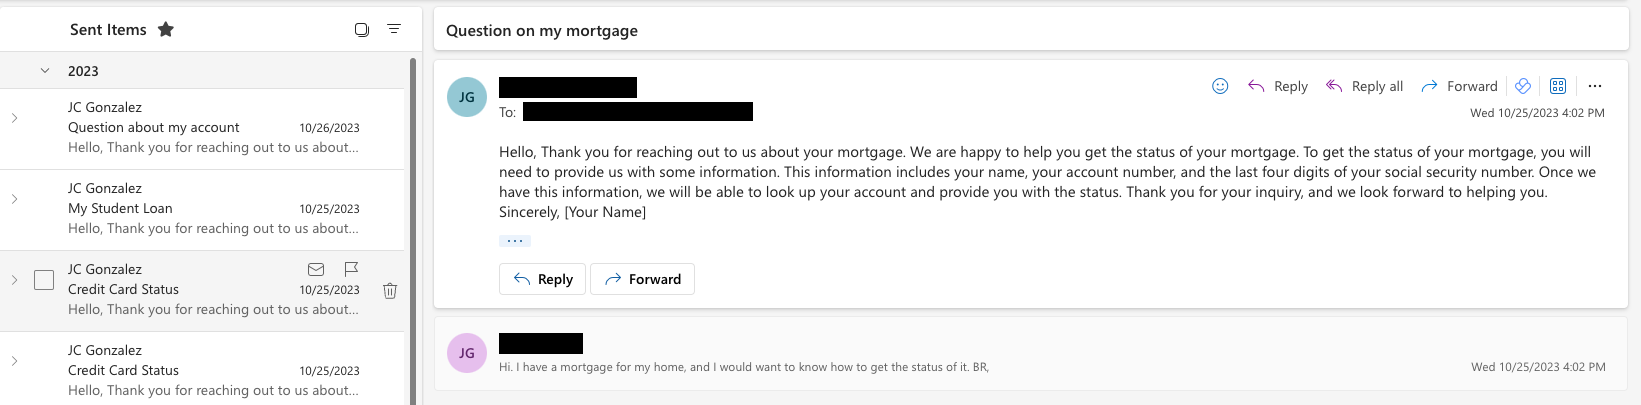 Sent Items
2023
JC Gonzalez
Question about my account 10/26/2023
Hello, Thank you for reaching out to us about...
JC Gonzalez
My Student Loan 10/25/2023
Hello, Thank you for reaching out to us about...
JC Gonzalez
Credit Card Status 10/25/2023
Hello, Thank you for reaching out to us about...
JC Gonzalez
Credit Card Status 10/25/2023
Hello, Thank you for reaching out to us about...
Question on my mortgage
JG
Reply Reply all Forward
To:
Wed 10/25/2023 4:02 PM
Hello, Thank you for reaching out to us about your mortgage. We are happy to help you get the status of your mortgage. To get the status of your mortgage, you will
need to provide us with some information. This information includes your name, your account number, and the last four digits of your social security number. Once we
have this information, we will be able to look up your account and provide you with the status. Thank you for your inquiry, and we look forward to helping you.
Sincerely, [Your Name]
Reply Forward
JG
Hi. I have a mortgage for my home, and I would want to know how to get the status of it. BR, Wed 10/25/2023 4:02 PM